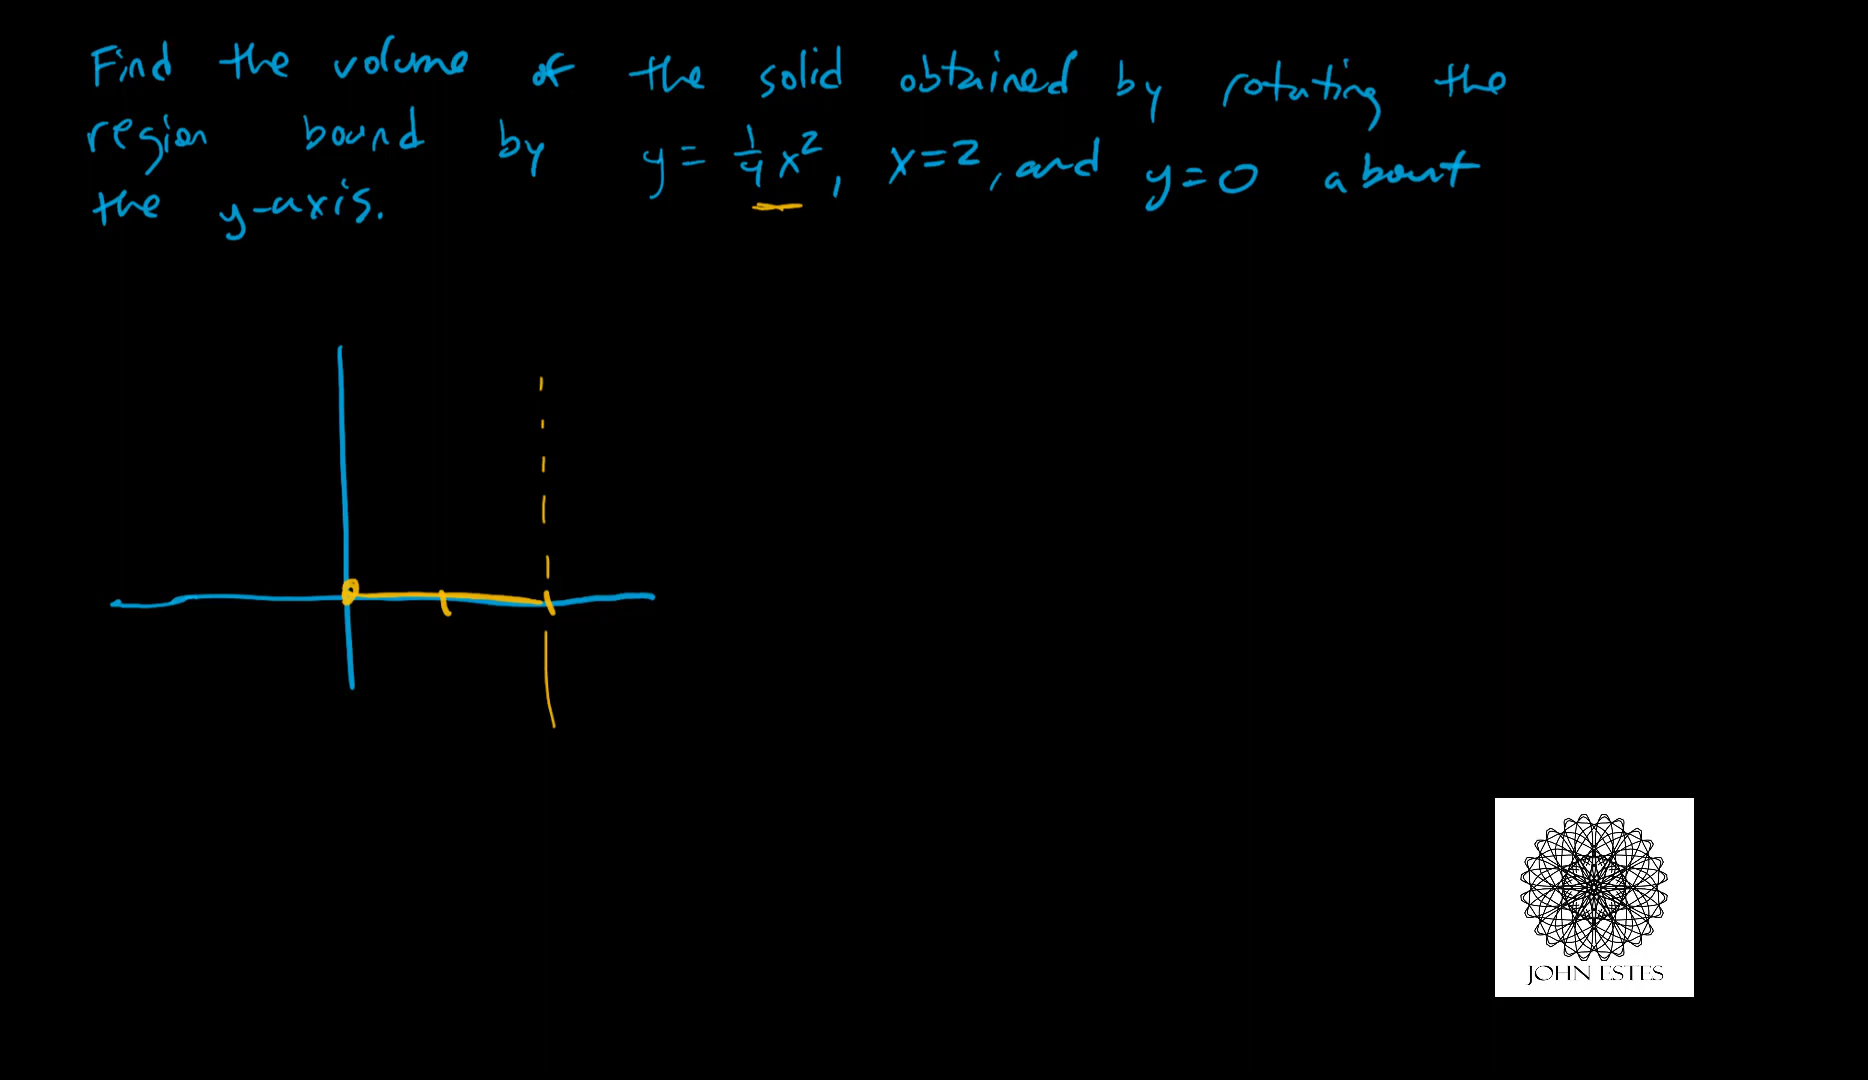 Find the volume of the solid obtained by rotating the
region bound by y = 1/4 x², x=2, and y=0 about
the y-axis.
JOHN ESTES